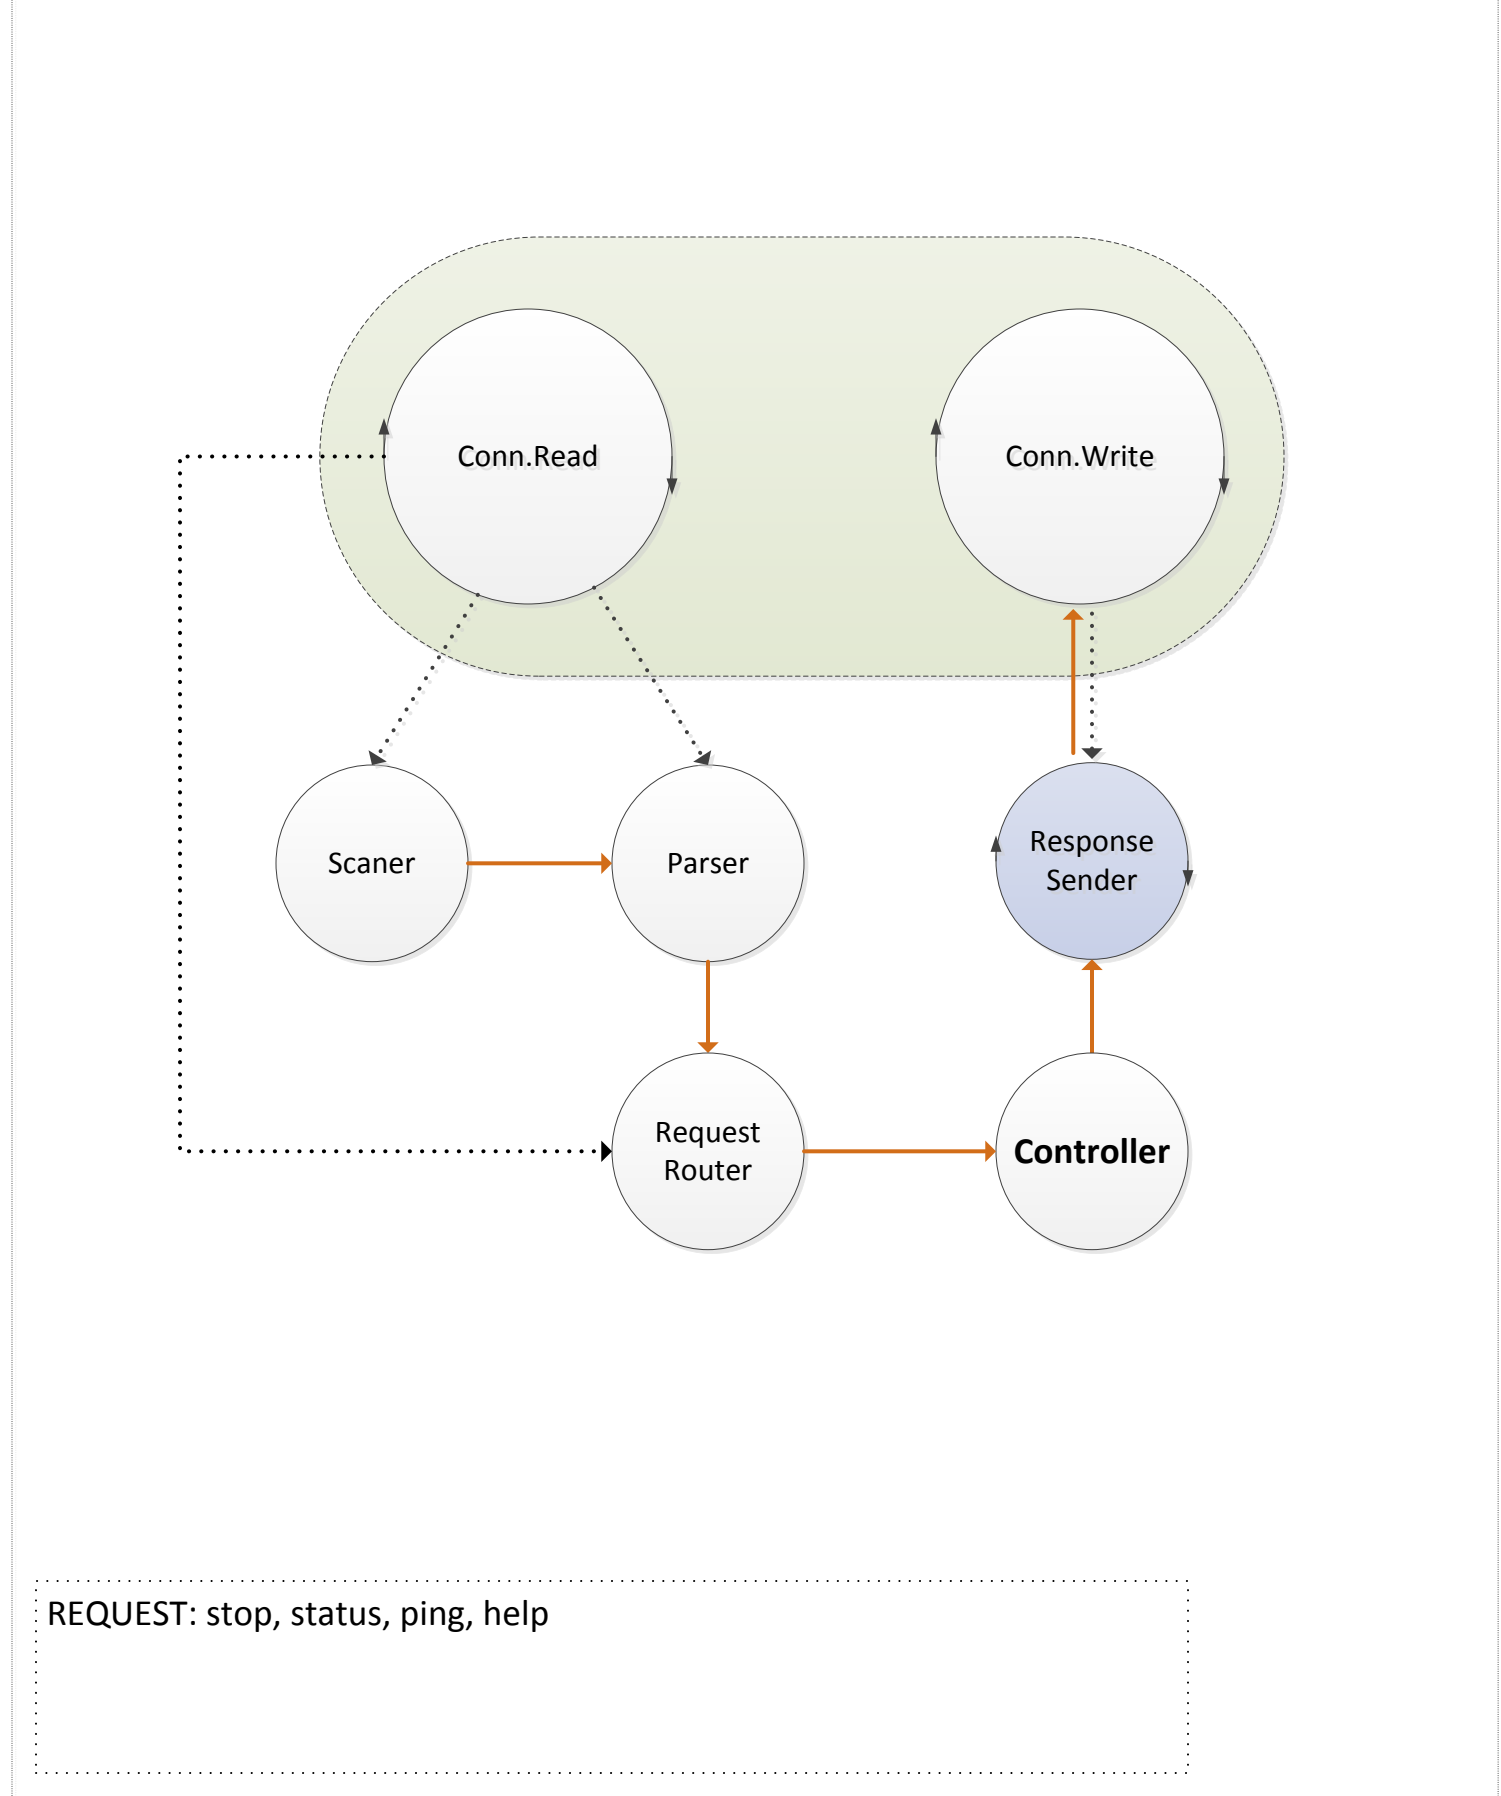 Conn.Read
Conn.Write
Scaner
Parser
Response
Sender
Request
Router
Controller
REQUEST: stop, status, ping, help